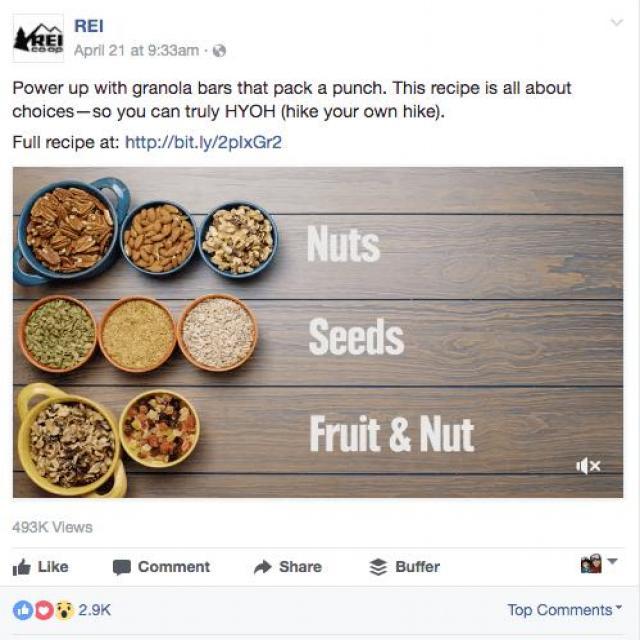 REI
REI
CO-OP
April 21 at 9:33am ·
Power up with granola bars that pack a punch. This recipe is all about
choices—so you can truly HYOH (hike your own hike).
Full recipe at: http://bit.ly/2plxGr2
Nuts
Seeds
Fruit & Nut
493K Views
Like Comment Share Buffer
2.9K Top Comments